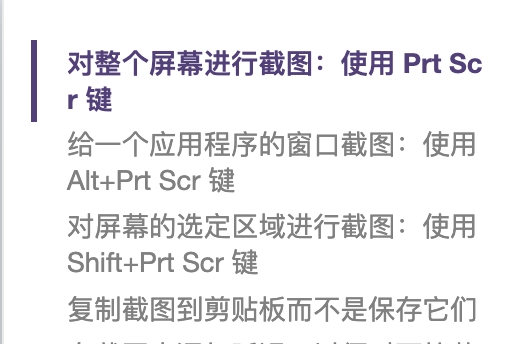 对整个屏幕进行截图：使用 Prt Sc
r 键
给一个应用程序的窗口截图：使用
Alt+Prt Scr 键
对屏幕的选定区域进行截图：使用
Shift+Prt Scr 键
复制截图到剪贴板而不是保存它们